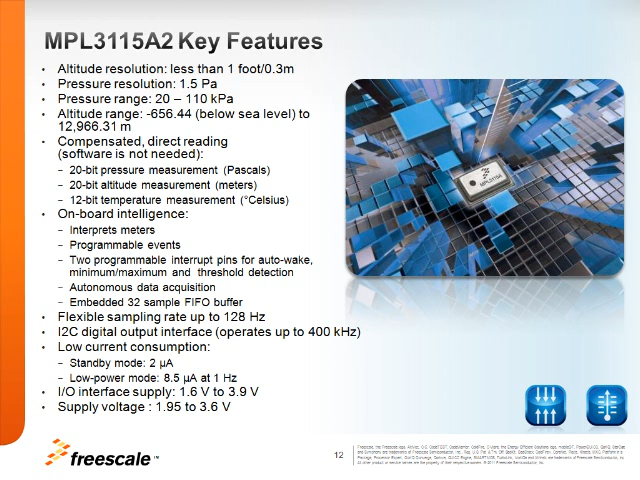 MPL3115A2 Key Features
• Altitude resolution: less than 1 foot/0.3m
• Pressure resolution: 1.5 Pa
• Pressure range: 20 – 110 kPa
• Altitude range: -656.44 (below sea level) to
12,966.31 m
• Compensated, direct reading
(software is not needed):
– 20-bit pressure measurement (Pascals)
– 20-bit altitude measurement (meters)
– 12-bit temperature measurement (°Celsius)
• On-board intelligence:
– Interprets meters
– Programmable events
– Two programmable interrupt pins for auto-wake,
minimum/maximum and threshold detection
– Autonomous data acquisition
– Embedded 32 sample FIFO buffer
• Flexible sampling rate up to 128 Hz
• I2C digital output interface (operates up to 400 kHz)
• Low current consumption:
– Standby mode: 2 µA
– Low-power mode: 8.5 µA at 1 Hz
• I/O interface supply: 1.6 V to 3.9 V
• Supply voltage : 1.95 to 3.6 V
freescale ™
12